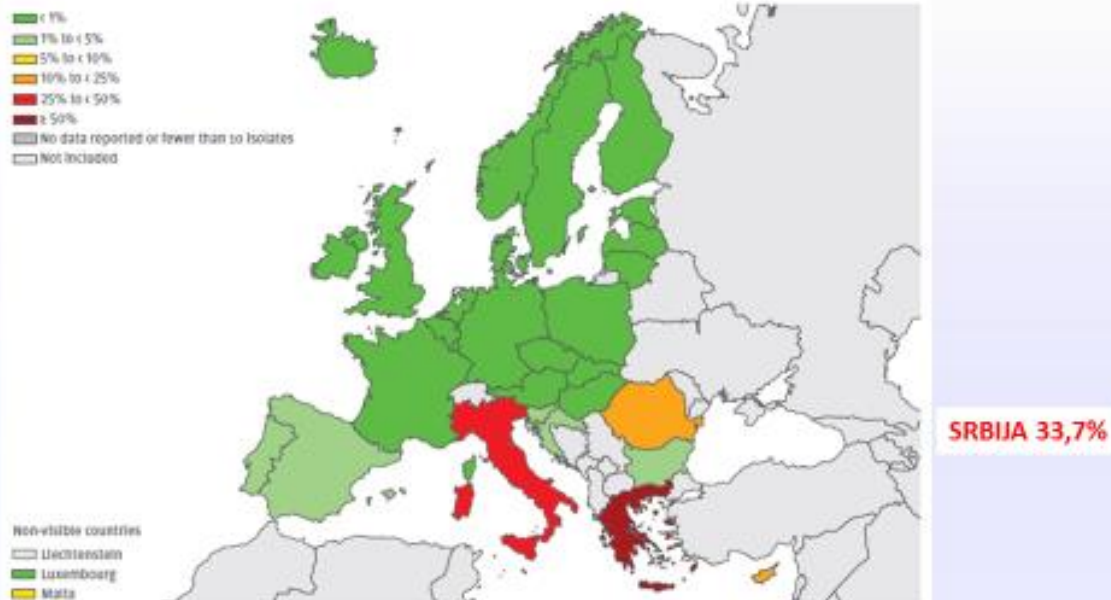 < 1%
1% to < 5%
5% to < 10%
10% to < 25%
25% to < 50%
≥ 50%
No data reported or fewer than 10 isolates
Not included
SRBIJA 33,7%
Non-visible countries
Liechtenstein
Luxembourg
Malta